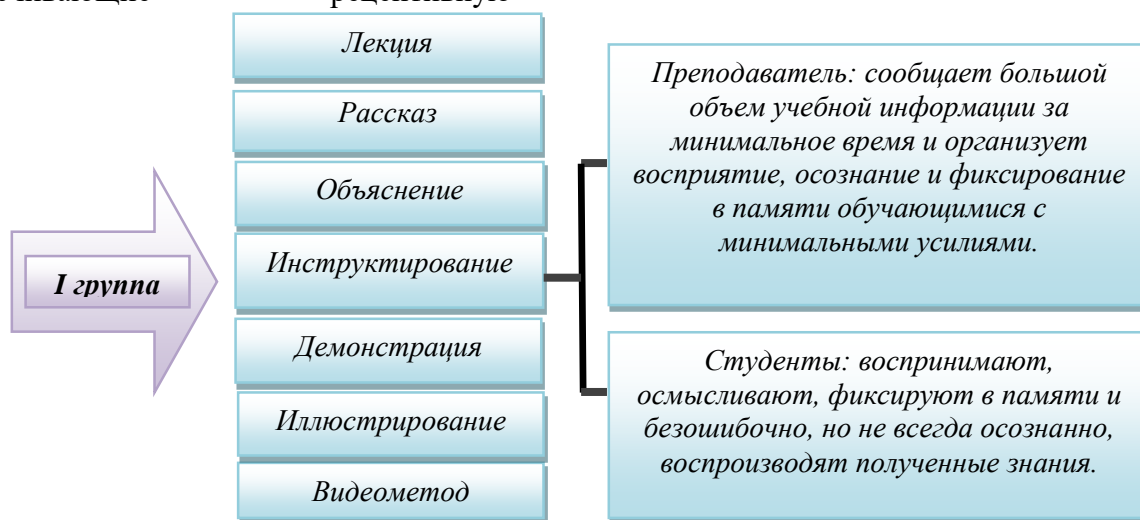 рецептивную
Лекция
Рассказ
Объяснение
I группа
Инструктирование
Демонстрация
Иллюстрирование
Видеометод
Преподаватель: сообщает большой
объем учебной информации за
минимальное время и организует
восприятие, осознание и фиксирование
в памяти обучающимися с
минимальными усилиями.
Студенты: воспринимают,
осмысливают, фиксируют в памяти и
безошибочно, но не всегда осознанно,
воспроизводят полученные знания.